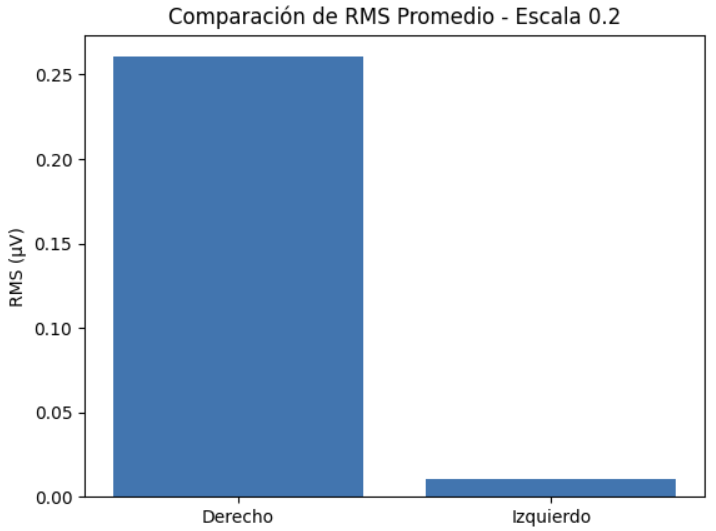 Comparación de RMS Promedio - Escala 0.2
RMS (µV)
0.25
0.20
0.15
0.10
0.05
0.00
Derecho
Izquierdo